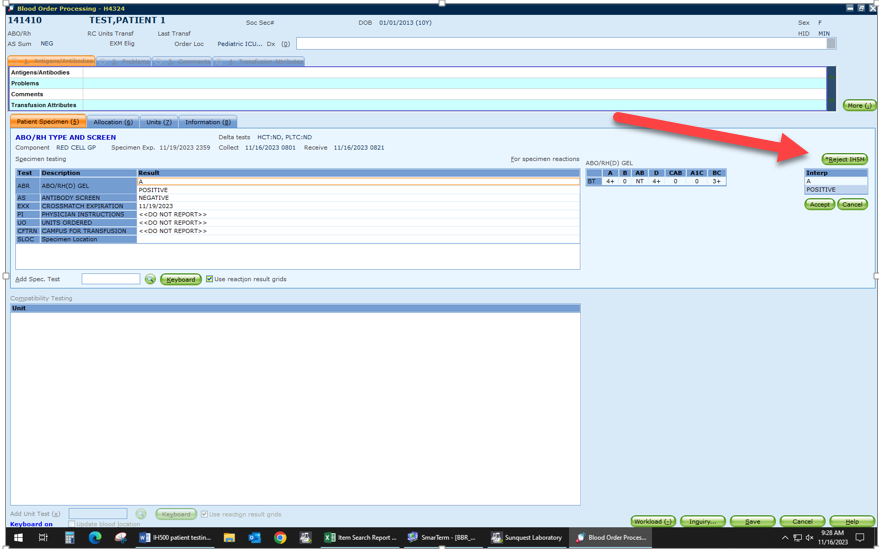 Blood Order Processing - H4324
141410 TEST,PATIENT 1 Soc Sec# DOB 01/01/2013 (10Y) Sex F
ABO/Rh RC Units Transf Last Transf HID MIN
AS Sum NEG EXM Elig Order Loc Pediatric ICU... Dx (0)
1. Antigens/Antibodies 2. Problems 3. Comments 4. Transfusion Attributes
Antigens/Antibodies
Problems
Comments
Transfusion Attributes
More (.)
Patient Specimen (5) Allocation (6) Units (7) Information (8)
ABO/RH TYPE AND SCREEN Delta tests HCT:ND, PLTC:ND
Component RED CELL GP Specimen Exp. 11/19/2023 2359 Collect 11/16/2023 0801 Receive 11/16/2023 0821
Specimen testing For specimen reactions ABO/RH(D) GEL *Reject IH5M
Test Description Result A B AB D CAB A1C BC Interp
ABR ABO/RH(D) GEL A BT 4+ 0 NT 4+ 0 0 3+ A
POSITIVE POSITIVE
AS ANTIBODY SCREEN NEGATIVE
EXX CROSSMATCH EXPIRATION 11/19/2023 Accept Cancel
PI PHYSICIAN INSTRUCTIONS <<DO NOT REPORT>>
UO UNITS ORDERED <<DO NOT REPORT>>
CFTRN CAMPUS FOR TRANSFUSION <<DO NOT REPORT>>
SLOC Specimen Location
Add Spec. Test Keyboard Use reaction result grids
Compatibility Testing
Unit
Add Unit Test (x) Keyboard Use reaction result grids
Keyboard on Update blood location Workload (-) Inquiry... Save Cancel Help
IH500 patient testin... Item Search Report ... SmarTerm - [BBR_... Sunquest Laboratory Blood Order Proces... 9:28 AM
11/16/2023